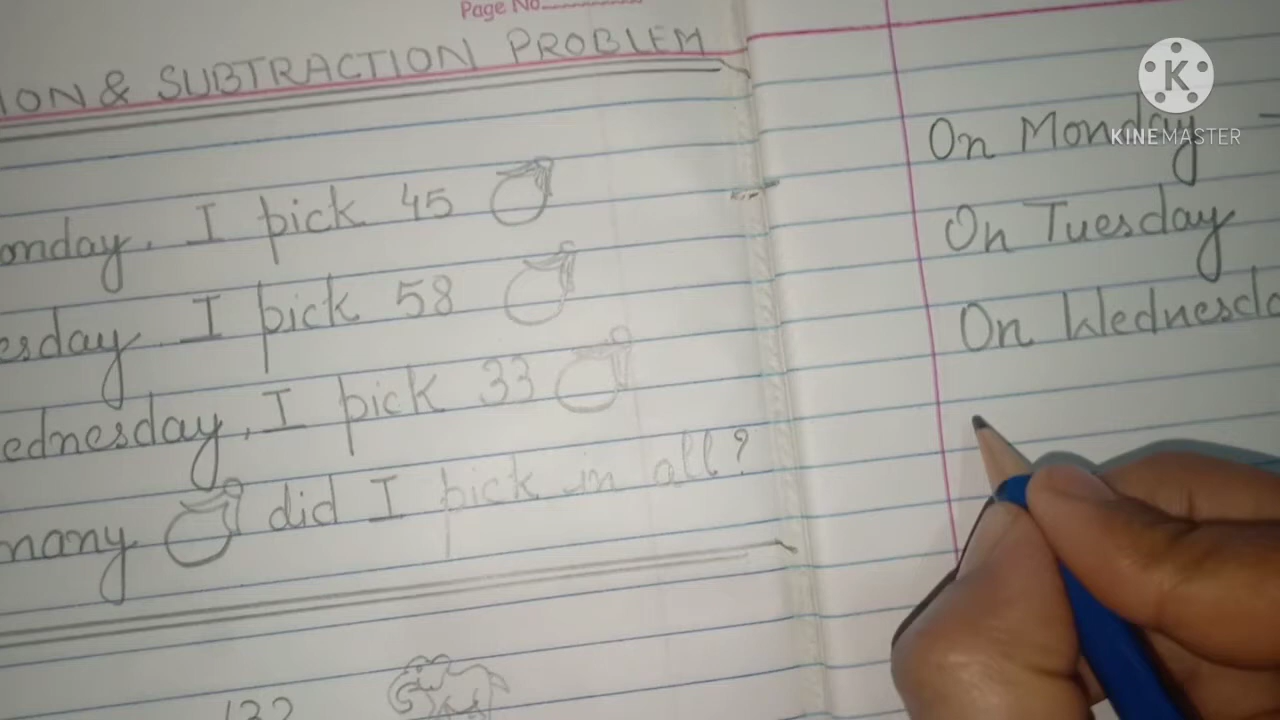 Page No
ION & SUBTRACTION PROBLEM
onday, I pick 45
esday I pick 58
ednesday, I pick 33
many did I pick in all?
132
On Monday -
On Tuesday
On Wednesda
K
KINEMASTER